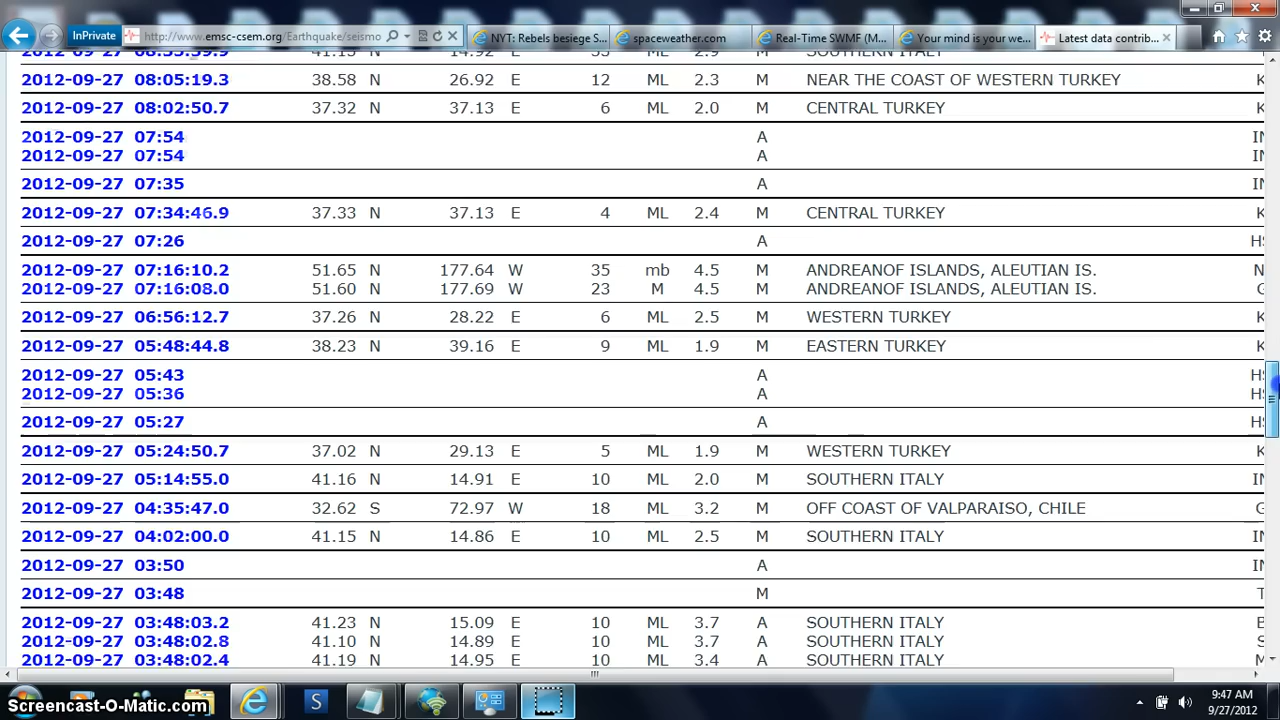 InPrivate http://www.emsc-csem.org/Earthquake/seismo NYT: Rebels besiege S... spaceweather.com Real-Time SWMF (M... Your mind is your we... Latest data contrib...
2012-09-27 08:05:19.3 38.58 N 26.92 E 12 ML 2.3 M NEAR THE COAST OF WESTERN TURKEY K
2012-09-27 08:02:50.7 37.32 N 37.13 E 6 ML 2.0 M CENTRAL TURKEY K
2012-09-27 07:54 A IN
2012-09-27 07:54 A IN
2012-09-27 07:35 A IN
2012-09-27 07:34:46.9 37.33 N 37.13 E 4 ML 2.4 M CENTRAL TURKEY K
2012-09-27 07:26 A HS
2012-09-27 07:16:10.2 51.65 N 177.64 W 35 mb 4.5 M ANDREANOF ISLANDS, ALEUTIAN IS. N
2012-09-27 07:16:08.0 51.60 N 177.69 W 23 M 4.5 M ANDREANOF ISLANDS, ALEUTIAN IS. G
2012-09-27 06:56:12.7 37.26 N 28.22 E 6 ML 2.5 M WESTERN TURKEY K
2012-09-27 05:48:44.8 38.23 N 39.16 E 9 ML 1.9 M EASTERN TURKEY K
2012-09-27 05:43 A HS
2012-09-27 05:36 A HS
2012-09-27 05:27 A HS
2012-09-27 05:24:50.7 37.02 N 29.13 E 5 ML 1.9 M WESTERN TURKEY K
2012-09-27 05:14:55.0 41.16 N 14.91 E 10 ML 2.0 M SOUTHERN ITALY IN
2012-09-27 04:35:47.0 32.62 S 72.97 W 18 ML 3.2 M OFF COAST OF VALPARAISO, CHILE G
2012-09-27 04:02:00.0 41.15 N 14.86 E 10 ML 2.5 M SOUTHERN ITALY IN
2012-09-27 03:50 A IN
2012-09-27 03:48 M T
2012-09-27 03:48:03.2 41.23 N 15.09 E 10 ML 3.7 A SOUTHERN ITALY B
2012-09-27 03:48:02.8 41.10 N 14.89 E 10 ML 3.7 A SOUTHERN ITALY S
2012-09-27 03:48:02.4 41.19 N 14.95 E 10 ML 3.4 A SOUTHERN ITALY M
Screencast-O-Matic.com
9:47 AM
9/27/2012